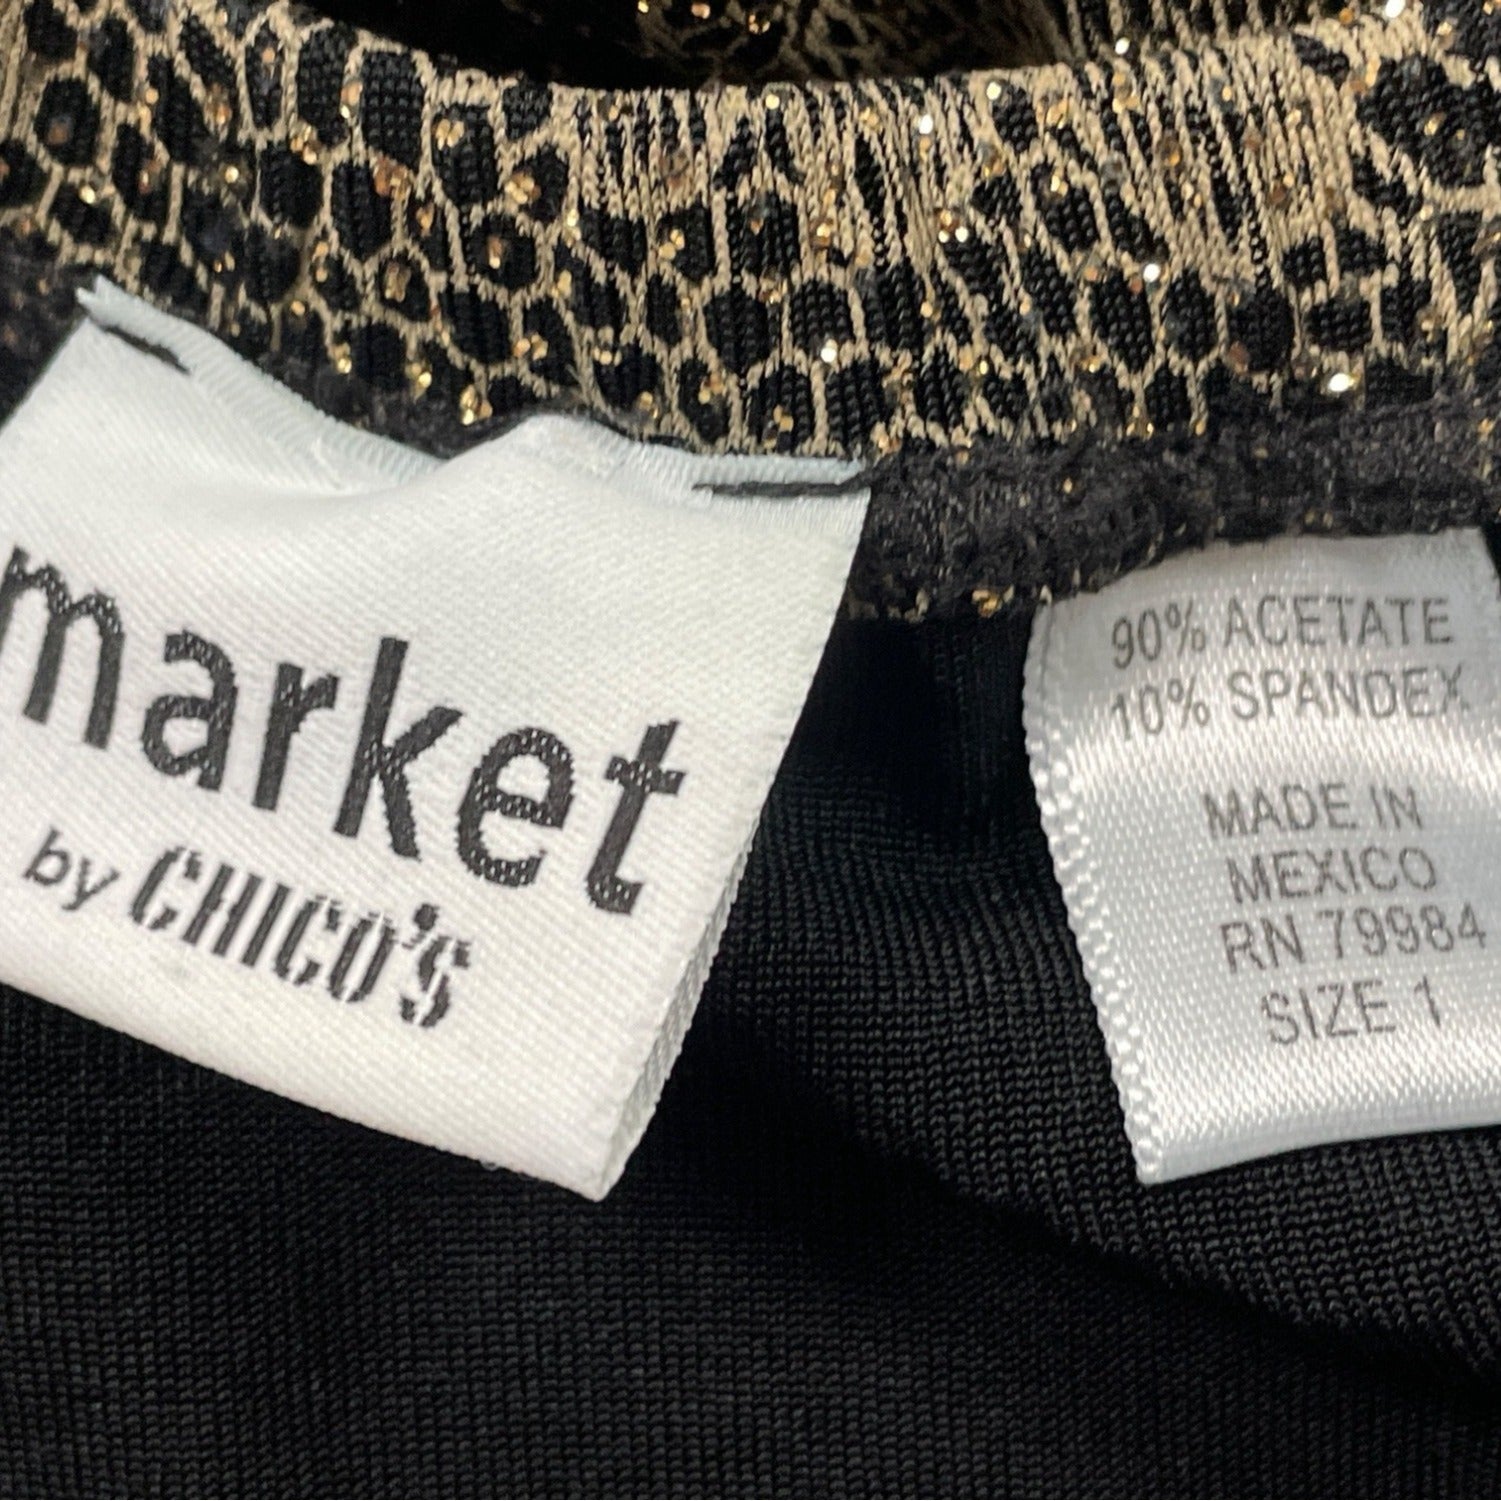 market
by CHICO'S
90% ACETATE
10% SPANDEX
MADE IN
MEXICO
RN 79984
SIZE 1